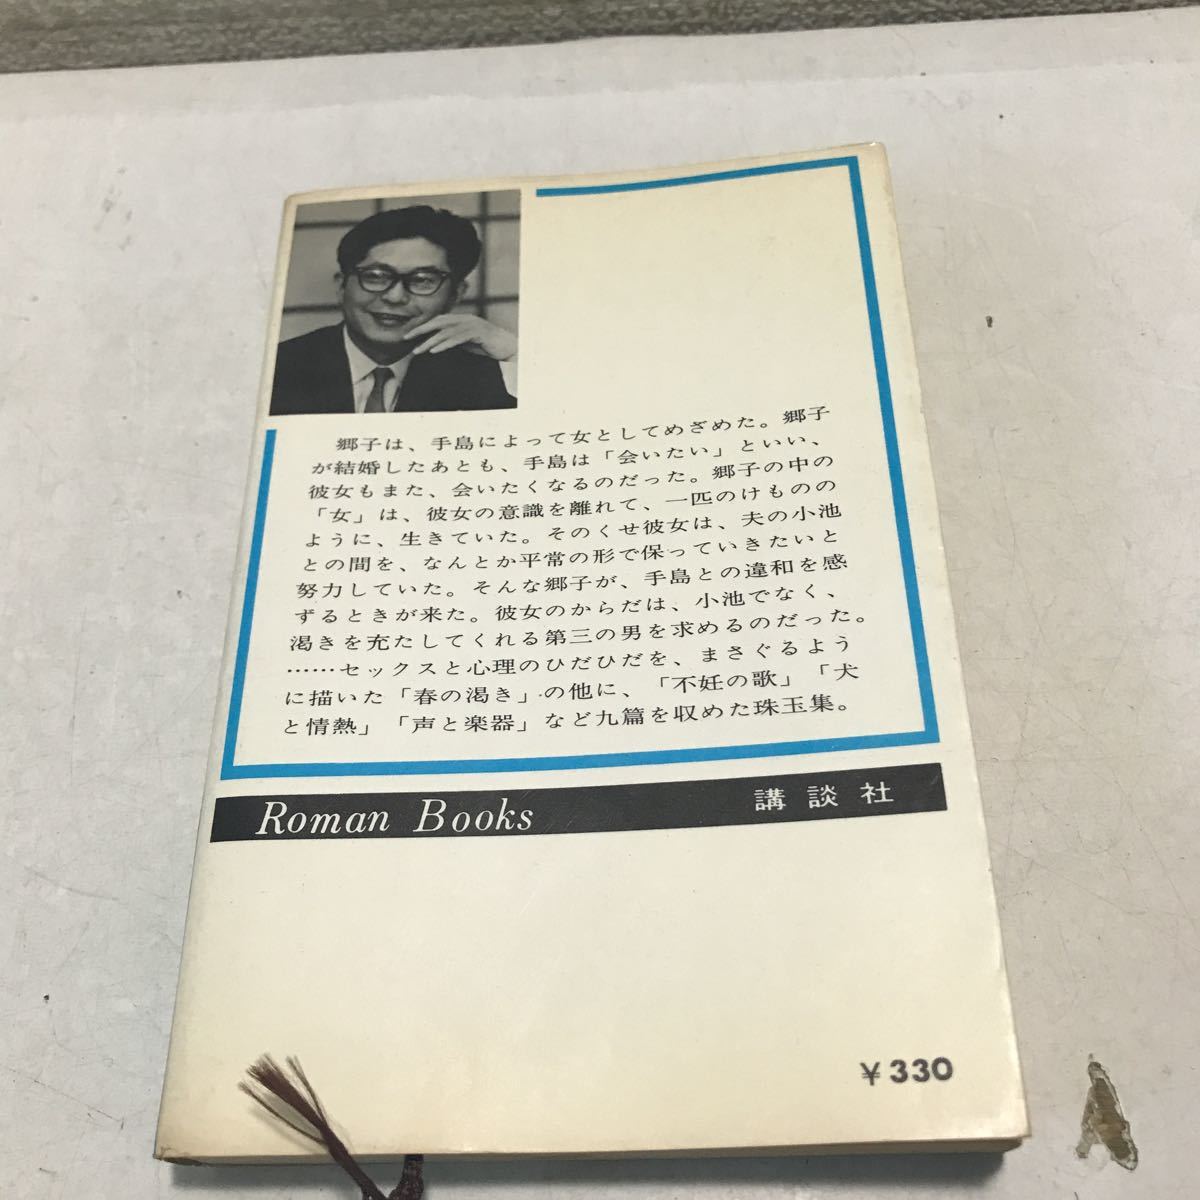 郷子は、手島によって女としてめざめた。郷子
が結婚したあとも、手島は「会いたい」といい、
彼女もまた、会いたくなるのだった。郷子の中の
「女」は、彼女の意識を離れて、一匹のけものの
ように、生きていた。そのくせ彼女は、夫の小池
との間を、なんとか平常の形で保っていきたいと
努力していた。そんな郷子が、手島との違和を感
ずるときが来た。彼女のからだは、小池でなく、
渇きを充たしてくれる第三の男を求めるのだった。
……セックスと心理のひだひだを、まさぐるよう
に描いた「春の渇き」の他に、「不妊の歌」「犬
と情熱」「声と楽器」など九篇を収めた珠玉集。
Roman Books 講談社
￥330